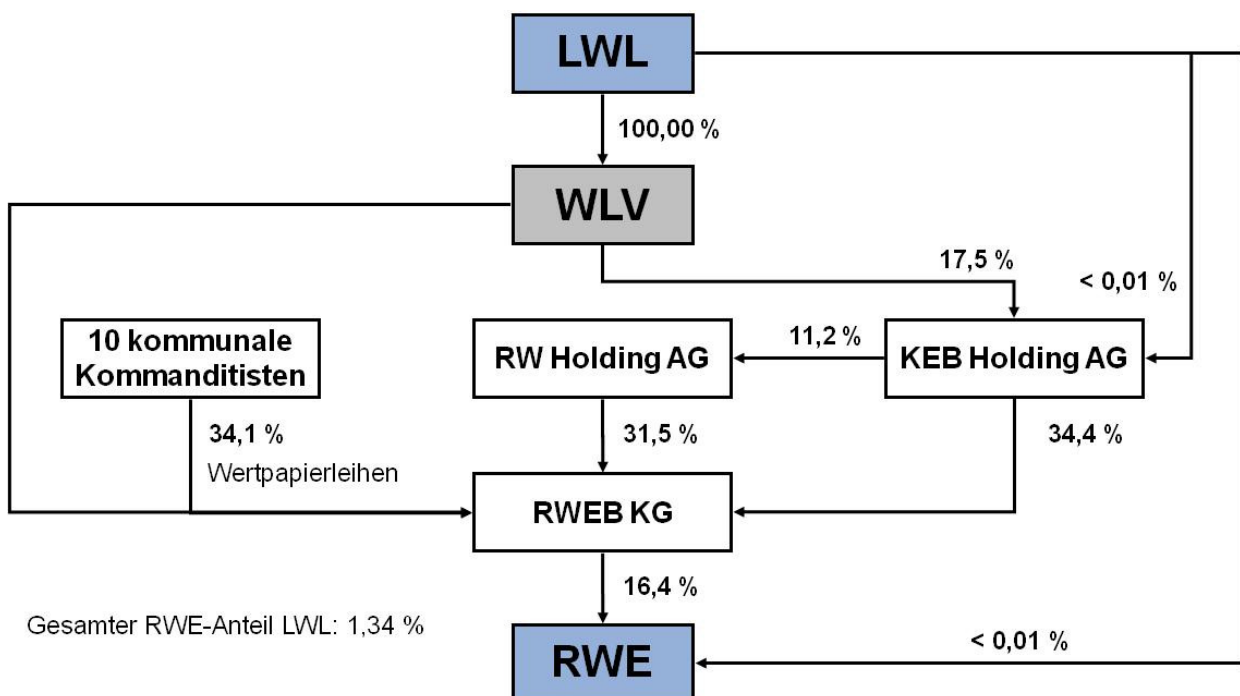 LWL
100,00 %
WLV
17,5 %
< 0,01 %
10 kommunale
Kommanditisten
RW Holding AG
11,2 %
KEB Holding AG
34,1 %
Wertpapierleihen
31,5 %
34,4 %
RWEB KG
16,4 %
Gesamter RWE-Anteil LWL: 1,34 %
RWE
< 0,01 %